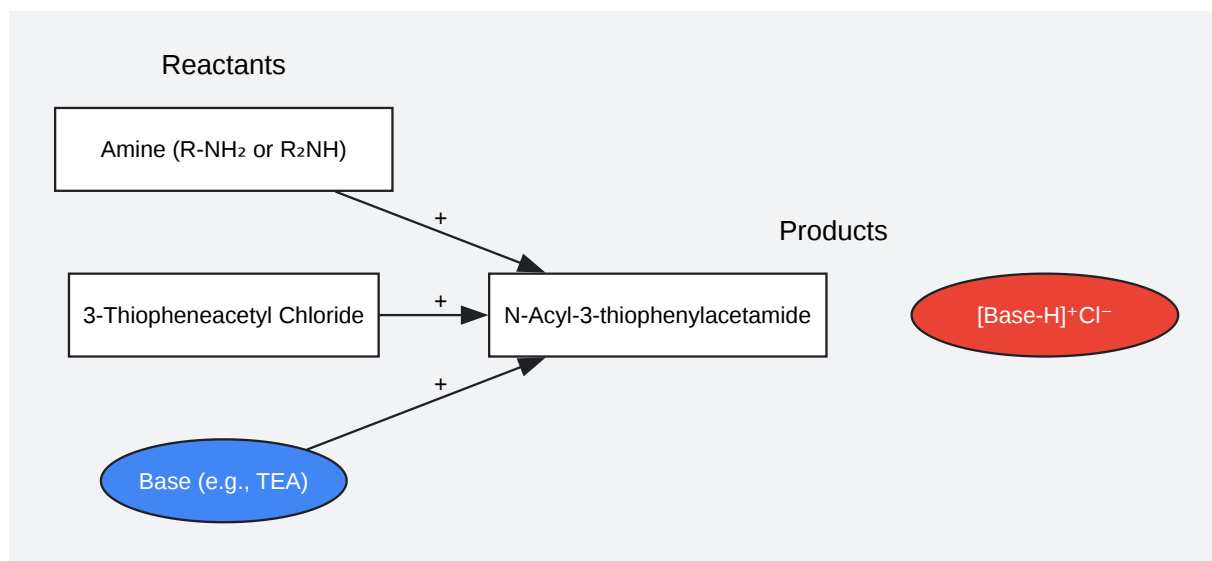 Reactants
Amine (R-NH₂ or R₂NH)
+
Products
3-Thiopheneacetyl Chloride
+
N-Acyl-3-thiophenylacetamide
[Base-H]⁺Cl⁻
+
Base (e.g., TEA)